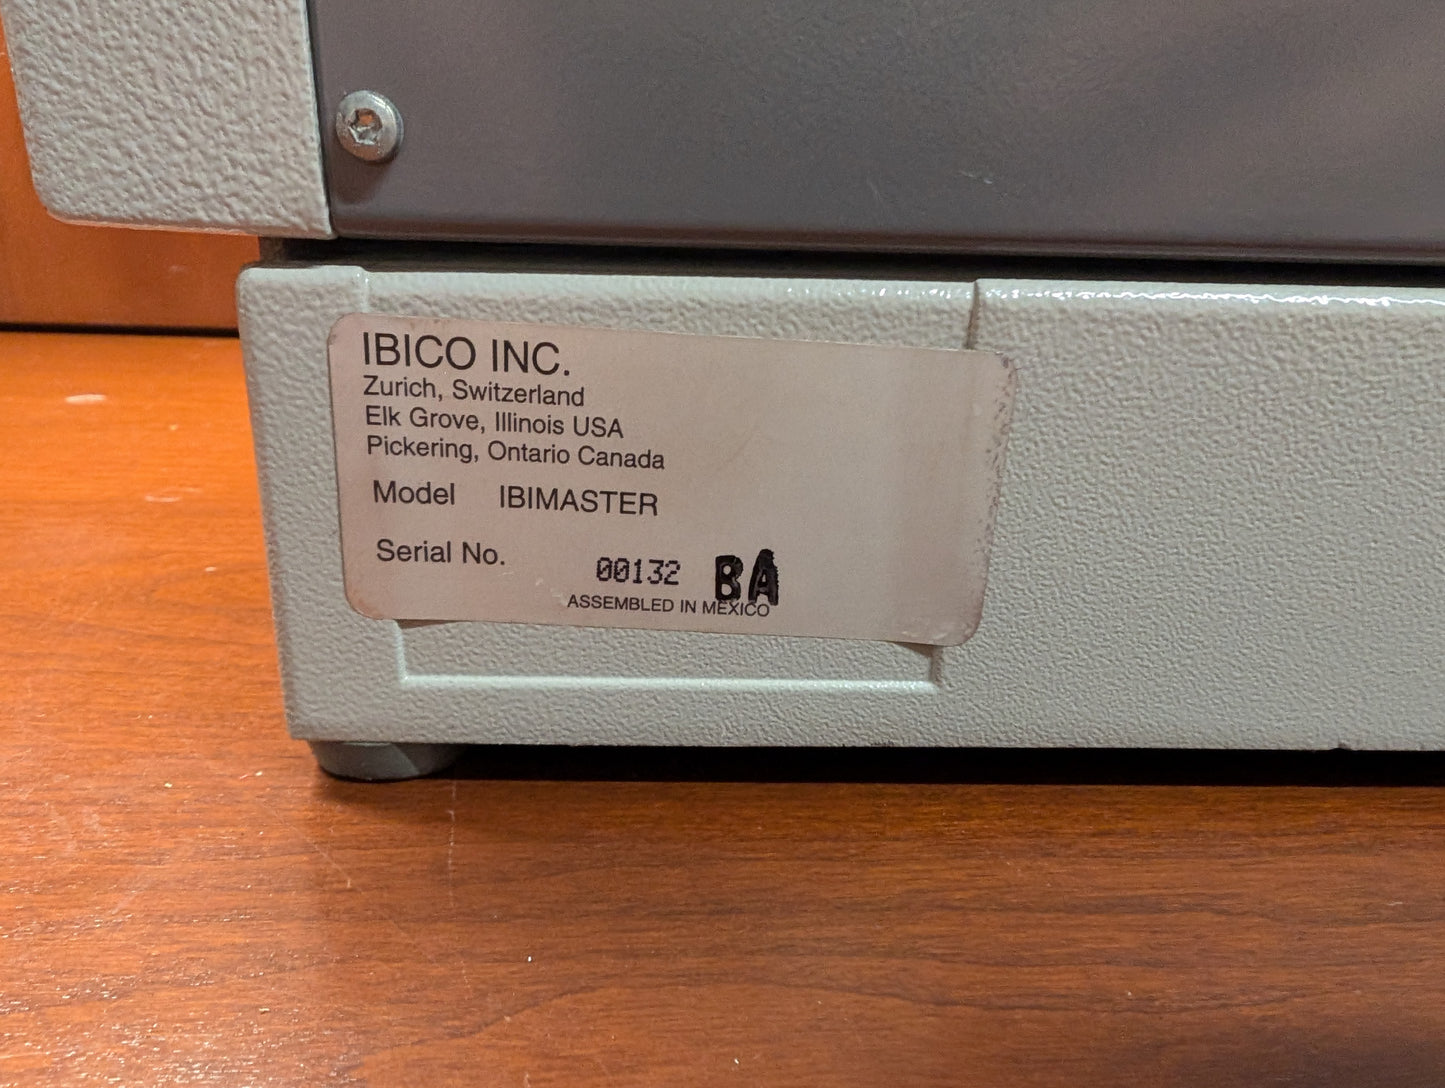 IBICO INC.
Zurich, Switzerland
Elk Grove, Illinois USA
Pickering, Ontario Canada
Model IBIMASTER
Serial No. 00132 BA
ASSEMBLED IN MEXICO